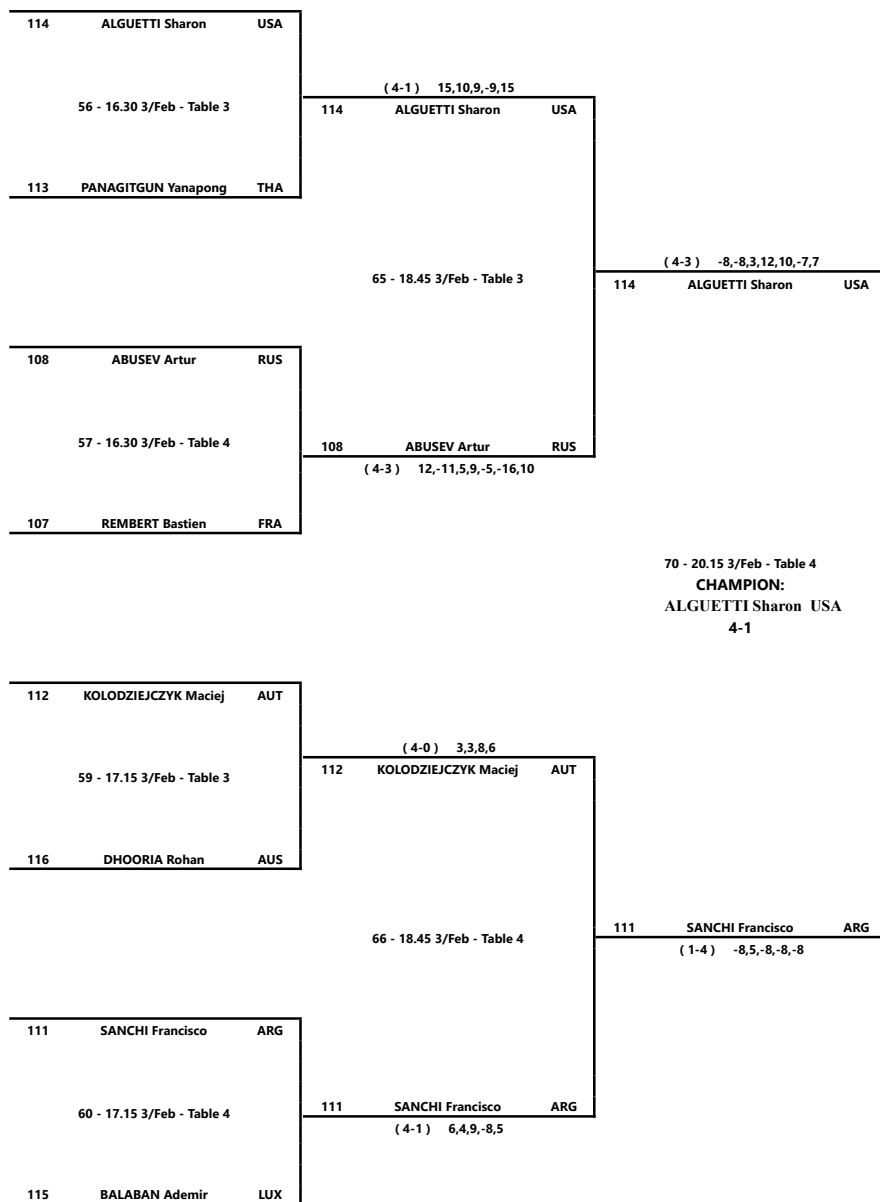 114 ALGUETTI Sharon USA
( 4-1 ) 15,10,9,-9,15
56 - 16.30 3/Feb - Table 3
114 ALGUETTI Sharon USA
113 PANAGITGUN Yanapong THA
( 4-3 ) -8,-8,3,12,10,-7,7
65 - 18.45 3/Feb - Table 3
114 ALGUETTI Sharon USA
108 ABUSEV Artur RUS
57 - 16.30 3/Feb - Table 4
108 ABUSEV Artur RUS
( 4-3 ) 12,-11,5,9,-5,-16,10
107 REMBERT Bastien FRA
70 - 20.15 3/Feb - Table 4
CHAMPION:
ALGUETTI Sharon USA
4-1
112 KOLODZIEJCZYK Maciej AUT
( 4-0 ) 3,3,8,6
59 - 17.15 3/Feb - Table 3
112 KOLODZIEJCZYK Maciej AUT
116 DHOORIA Rohan AUS
111 SANCHI Francisco ARG
66 - 18.45 3/Feb - Table 4
( 1-4 ) -8,5,-8,-8,-8
111 SANCHI Francisco ARG
60 - 17.15 3/Feb - Table 4
111 SANCHI Francisco ARG
( 4-1 ) 6,4,9,-8,5
115 BALABAN Ademir LUX